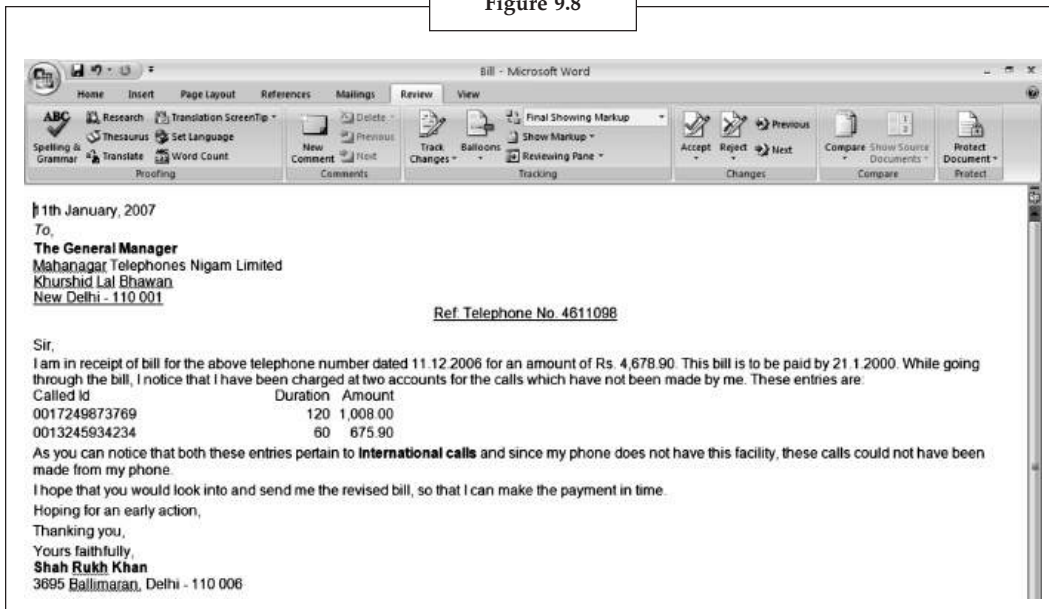 Figure 9.8
Bill - Microsoft Word
Home Insert Page Layout References Mailings Review View
ABC Research Translation ScreenTip Delete Final Showing Markup Previous
Thesaurus Set Language Previous Show Markup
Spelling & Grammar Translate Word Count New Comment Next Track Changes Balloons Reviewing Pane Accept Reject Next Compare Show Source Documents Protect Document
Proofing Comments Tracking Changes Compare Protect
11th January, 2007
To,
The General Manager
Mahanagar Telephones Nigam Limited
Khurshid Lal Bhawan
New Delhi - 110 001
Ref: Telephone No. 4611098
Sir,
I am in receipt of bill for the above telephone number dated 11.12.2006 for an amount of Rs. 4,678.90. This bill is to be paid by 21.1.2000. While going
through the bill, I notice that I have been charged at two accounts for the calls which have not been made by me. These entries are:
Called Id Duration Amount
0017249873769 120 1,008.00
0013245934234 60 675.90
As you can notice that both these entries pertain to International calls and since my phone does not have this facility, these calls could not have been
made from my phone.
I hope that you would look into and send me the revised bill, so that I can make the payment in time.
Hoping for an early action,
Thanking you,
Yours faithfully,
Shah Rukh Khan
3695 Ballimaran, Delhi - 110 006